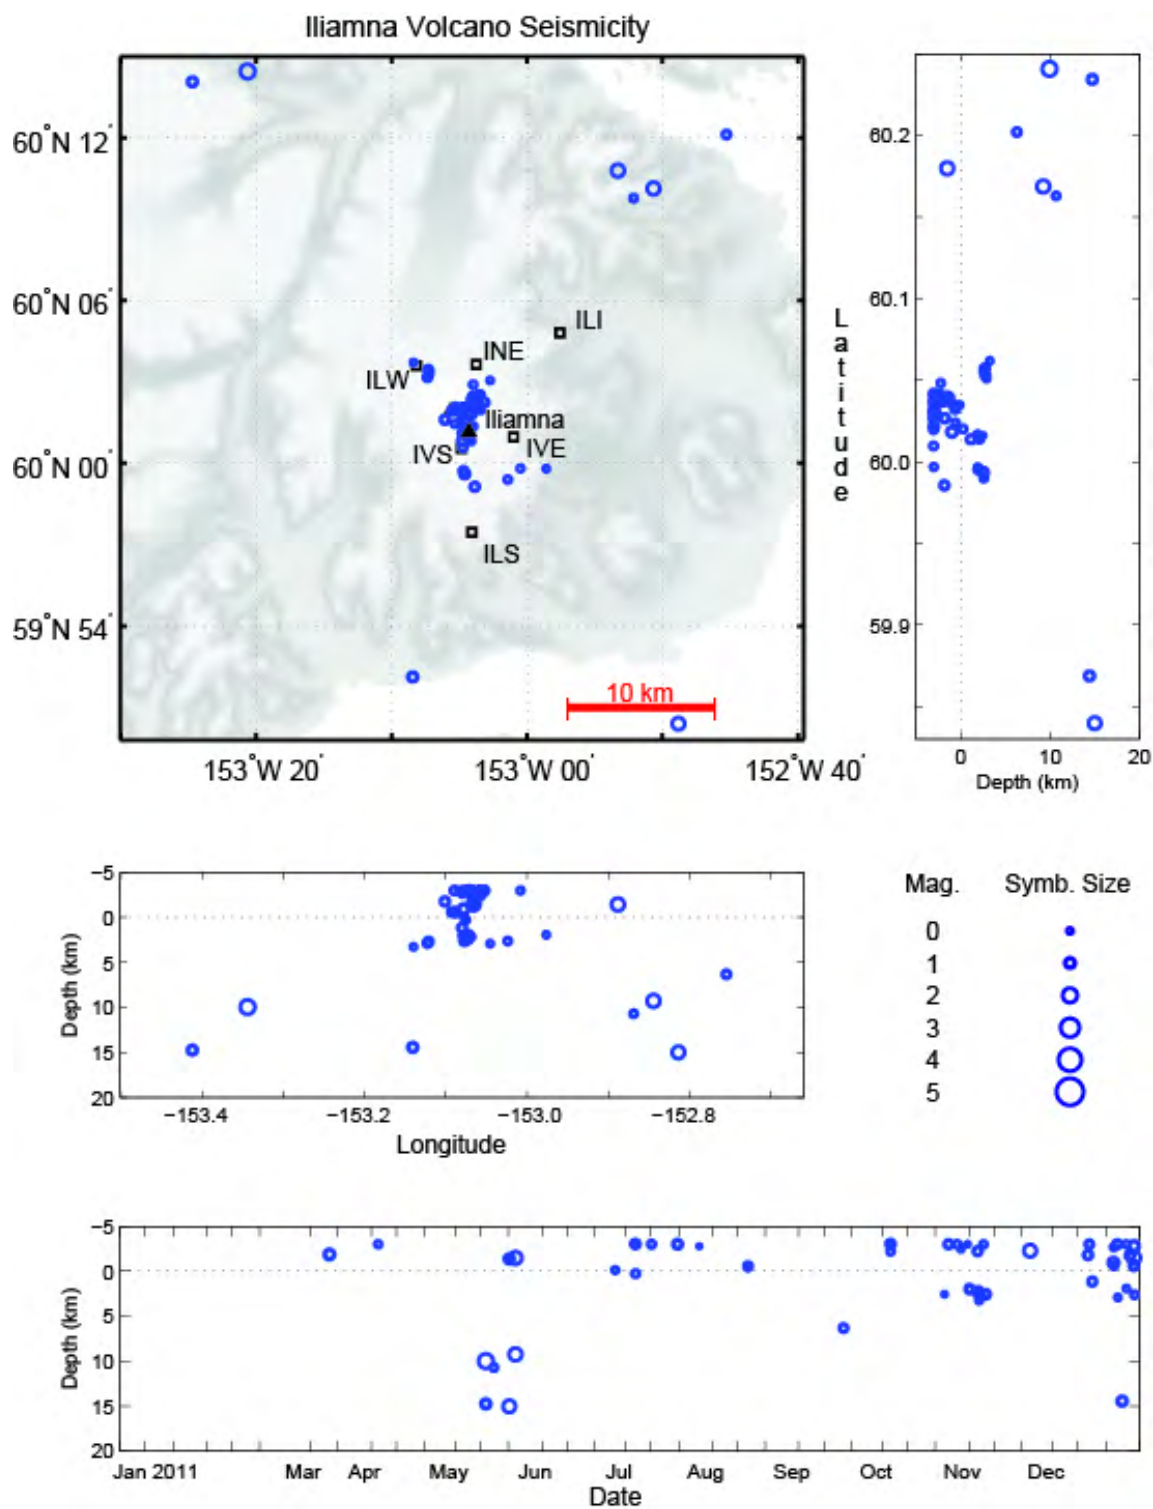 Iliamna Volcano Seismicity
60°N 12'
60°N 06'
60°N 00'
59°N 54'
ILI
INE
ILW
Iliamna
IVS
IVE
ILS
10 km
153°W 20'
153°W 00'
152°W 40'
Latitude
60.2
60.1
60.0
59.9
0
10
20
Depth (km)
−5
0
5
10
15
20
Depth (km)
−153.4
−153.2
−153.0
−152.8
Longitude
Mag. Symb. Size
0
1
2
3
4
5
−5
0
5
10
15
20
Depth (km)
Jan 2011 Mar Apr May Jun Jul Aug Sep Oct Nov Dec
Date